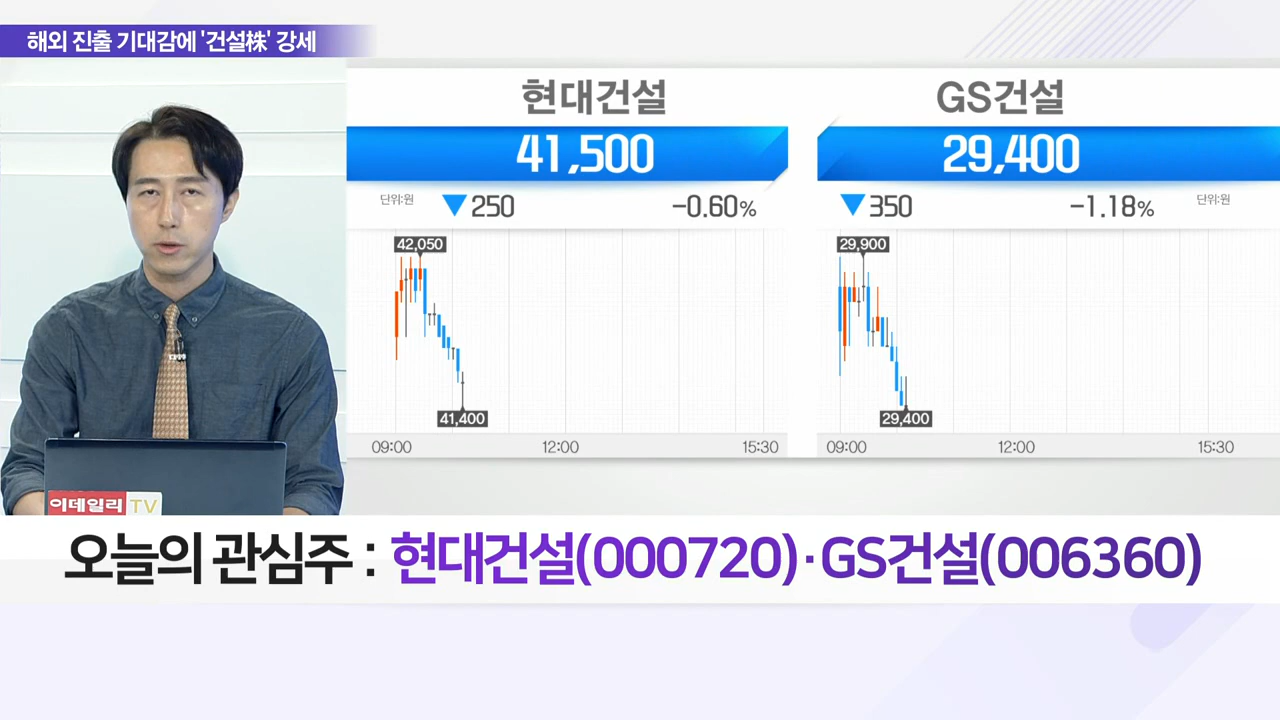 해외 진출 기대감에 '건설株' 강세
현대건설
41,500
단위:원 ▼250 -0.60%
42,050
41,400
09:00 12:00 15:30
GS건설
29,400
▼350 -1.18% 단위:원
29,900
29,400
09:00 12:00 15:30
이데일리TV
오늘의 관심주 : 현대건설(000720)·GS건설(006360)